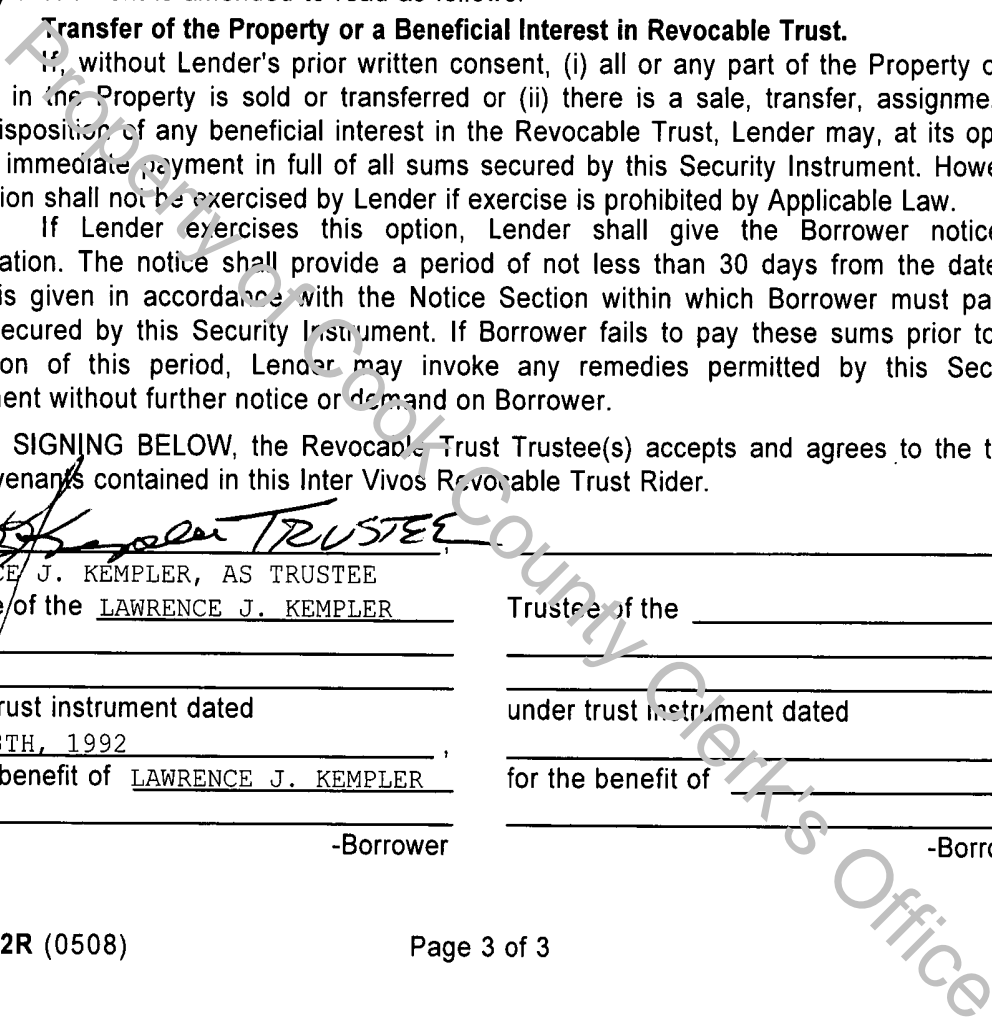 Transfer of the Property or a Beneficial Interest in Revocable Trust.
If, without Lender's prior written consent, (i) all or any part of the Property o
in the Property is sold or transferred or (ii) there is a sale, transfer, assignme
isposition of any beneficial interest in the Revocable Trust, Lender may, at its op
immediate payment in full of all sums secured by this Security Instrument. Howe
ion shall not be exercised by Lender if exercise is prohibited by Applicable Law.
If Lender exercises this option, Lender shall give the Borrower notice
ation. The notice shall provide a period of not less than 30 days from the date
is given in accordance with the Notice Section within which Borrower must pa
ecured by this Security Instrument. If Borrower fails to pay these sums prior to
on of this period, Lender may invoke any remedies permitted by this Sec
ent without further notice or demand on Borrower.
SIGNING BELOW, the Revocable Trust Trustee(s) accepts and agrees to the t
venants contained in this Inter Vivos Revocable Trust Rider.
Kempler TRUSTEE,
CE J. KEMPLER, AS TRUSTEE
e of the LAWRENCE J. KEMPLER
rust instrument dated
8TH, 1992,
benefit of LAWRENCE J. KEMPLER
-Borrower
Trustee of the
under trust instrument dated
for the benefit of
-Borro
2R (0508)
Page 3 of 3
Property of Cook County Clerk's Office